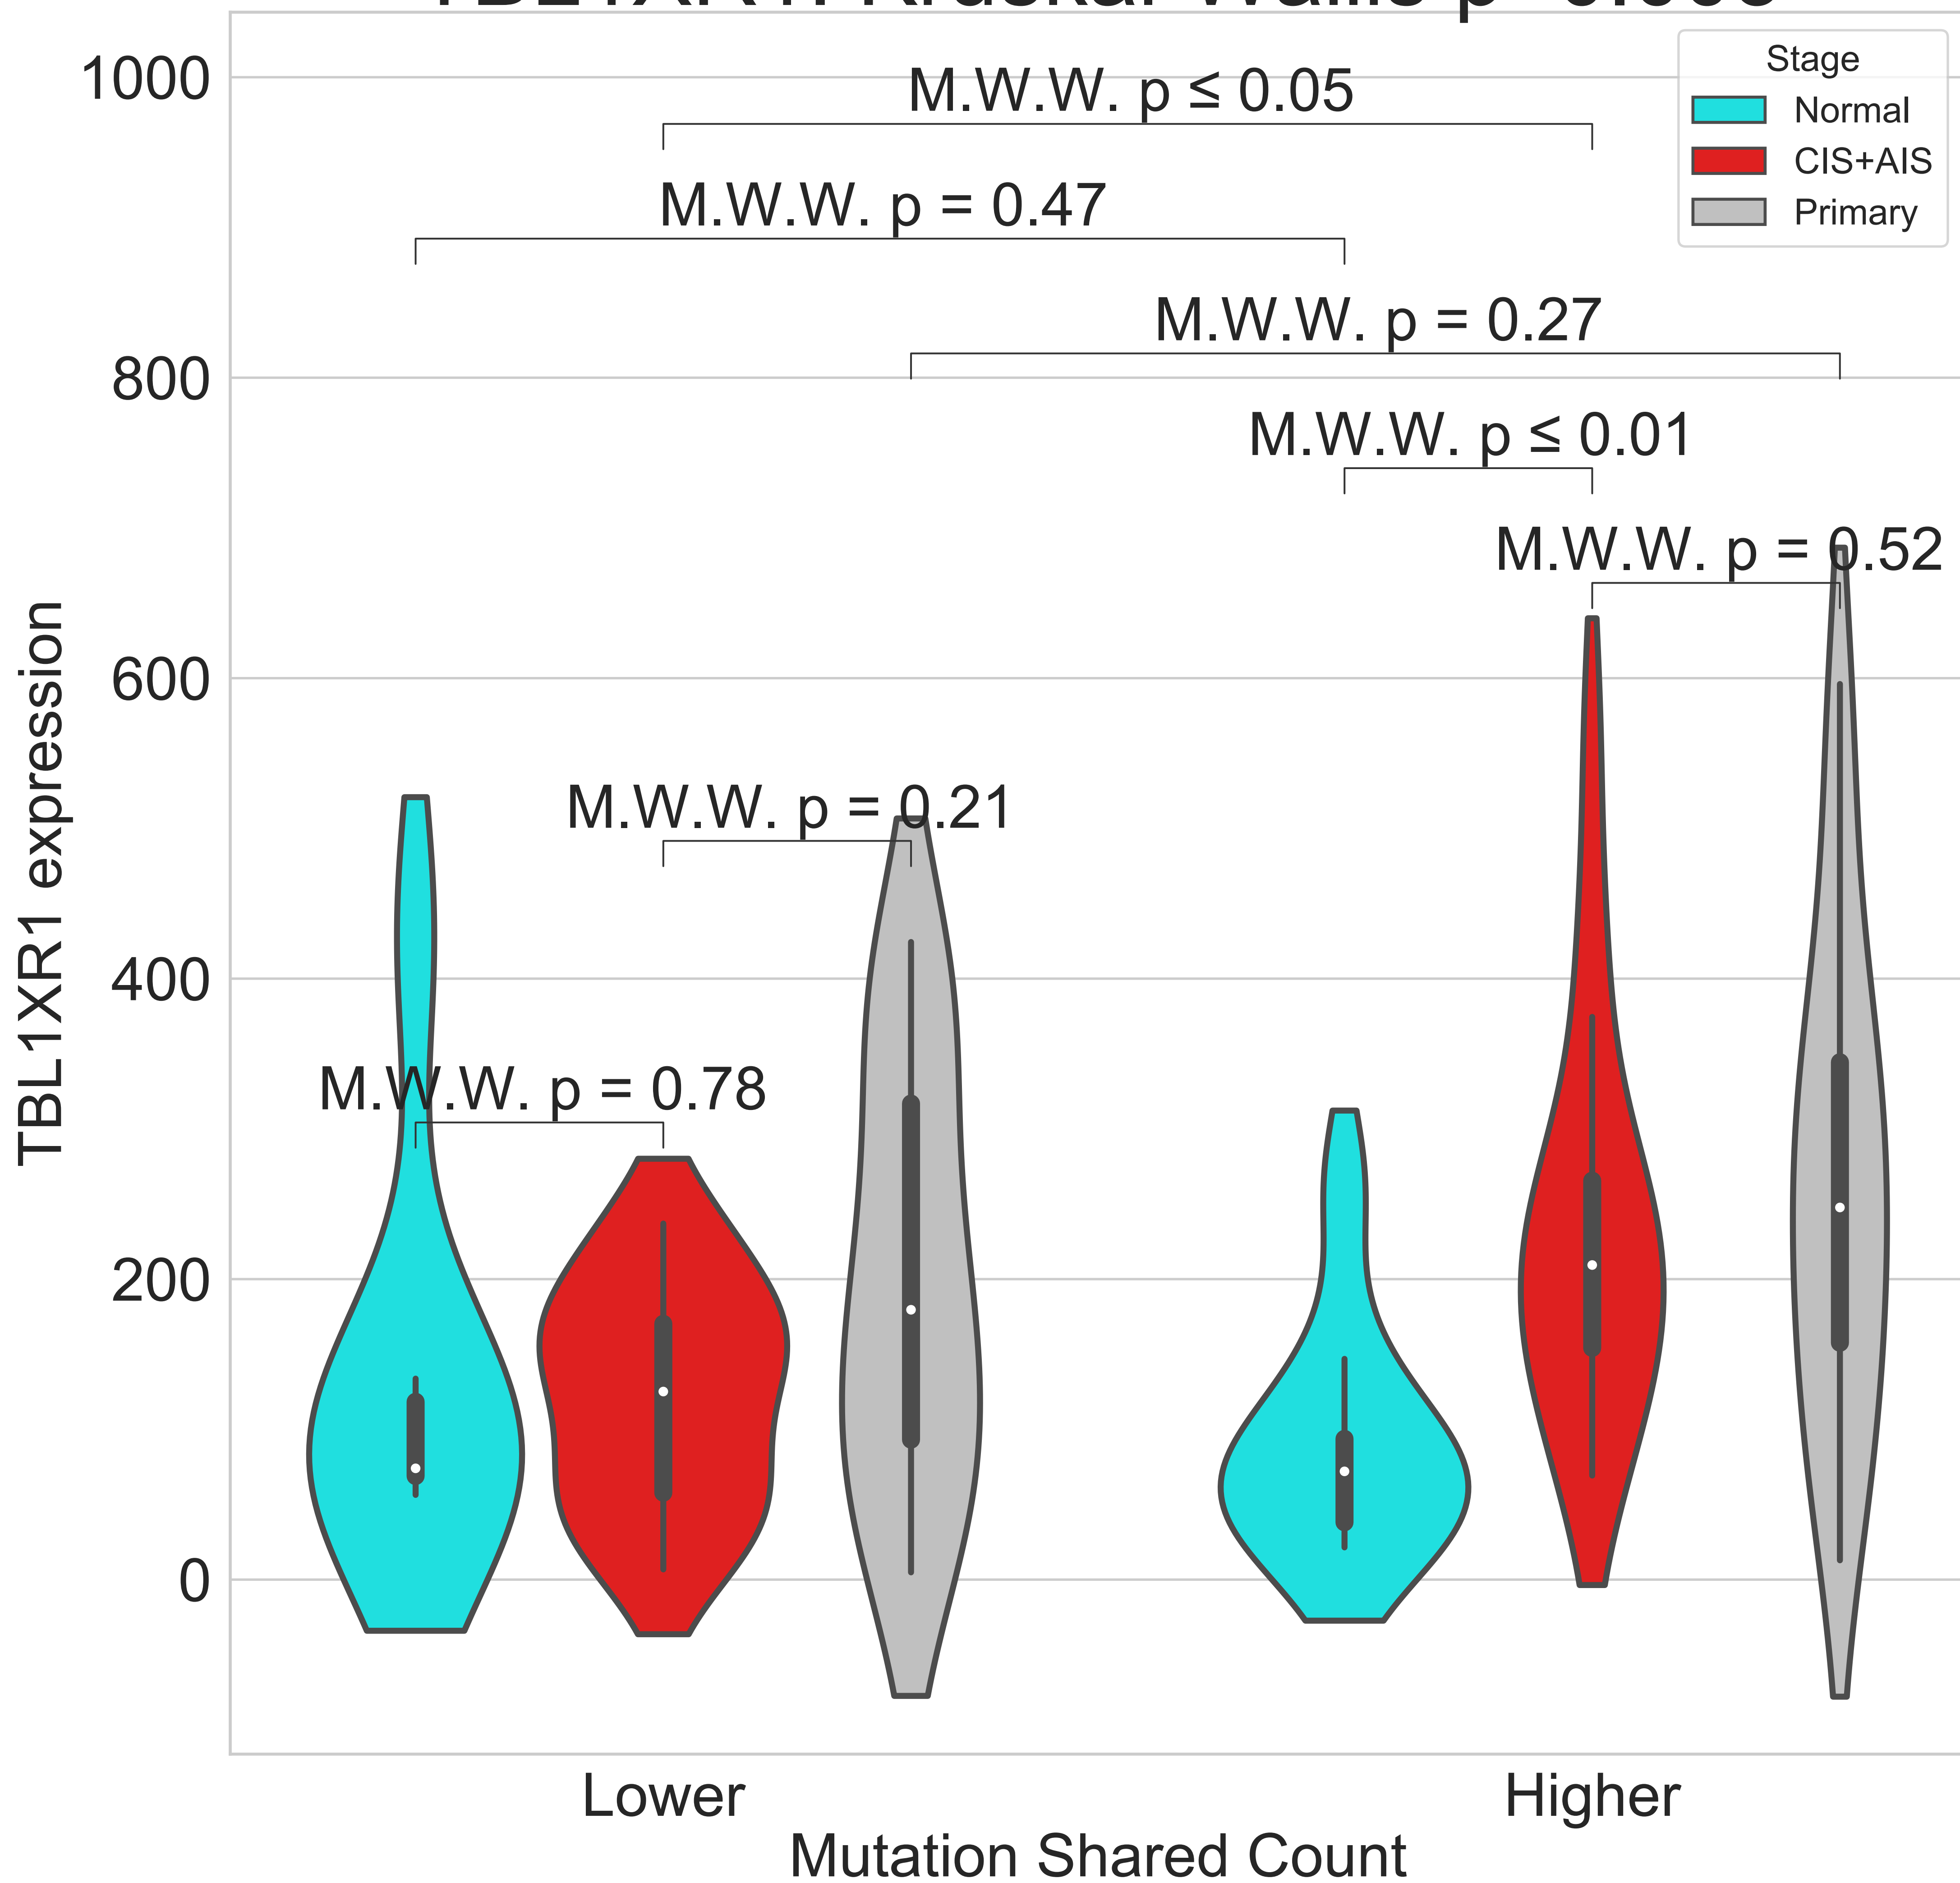 1000
800
600
400
200
0
TBL1XR1 expression
Stage
Normal
CIS+AIS
Primary
M.W.W. p ≤ 0.05
M.W.W. p = 0.47
M.W.W. p = 0.27
M.W.W. p ≤ 0.01
M.W.W. p = 0.52
M.W.W. p = 0.21
M.W.W. p = 0.78
Lower
Higher
Mutation Shared Count